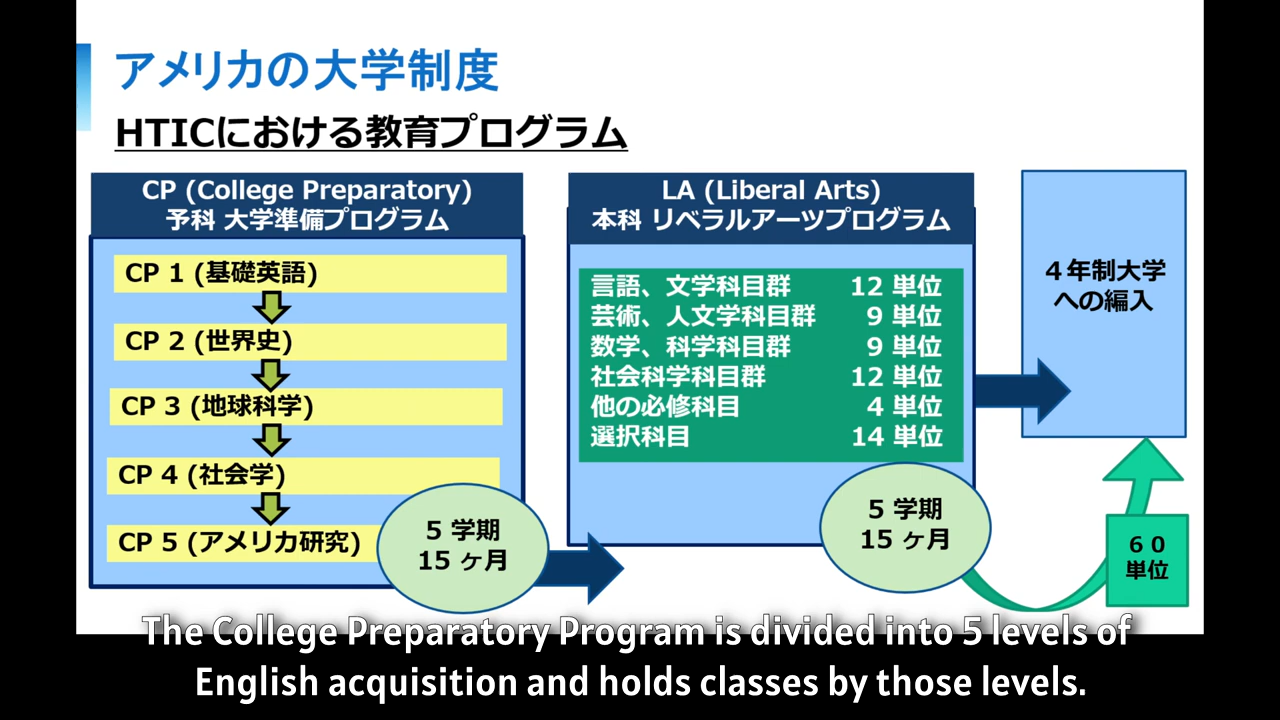 アメリカの大学制度
HTICにおける教育プログラム
CP (College Preparatory)
予科 大学準備プログラム
CP 1 (基礎英語)
CP 2 (世界史)
CP 3 (地球科学)
CP 4 (社会学)
CP 5 (アメリカ研究)
5 学期
15 ヶ月
LA (Liberal Arts)
本科 リベラルアーツプログラム
言語、文学科目群 12 単位
芸術、人文学科目群 9 単位
数学、科学科目群 9 単位
社会科学科目群 12 単位
他の必修科目 4 単位
選択科目 14 単位
5 学期
15 ヶ月
４年制大学
への編入
６０
単位
The College Preparatory Program is divided into 5 levels of
English acquisition and holds classes by those levels.